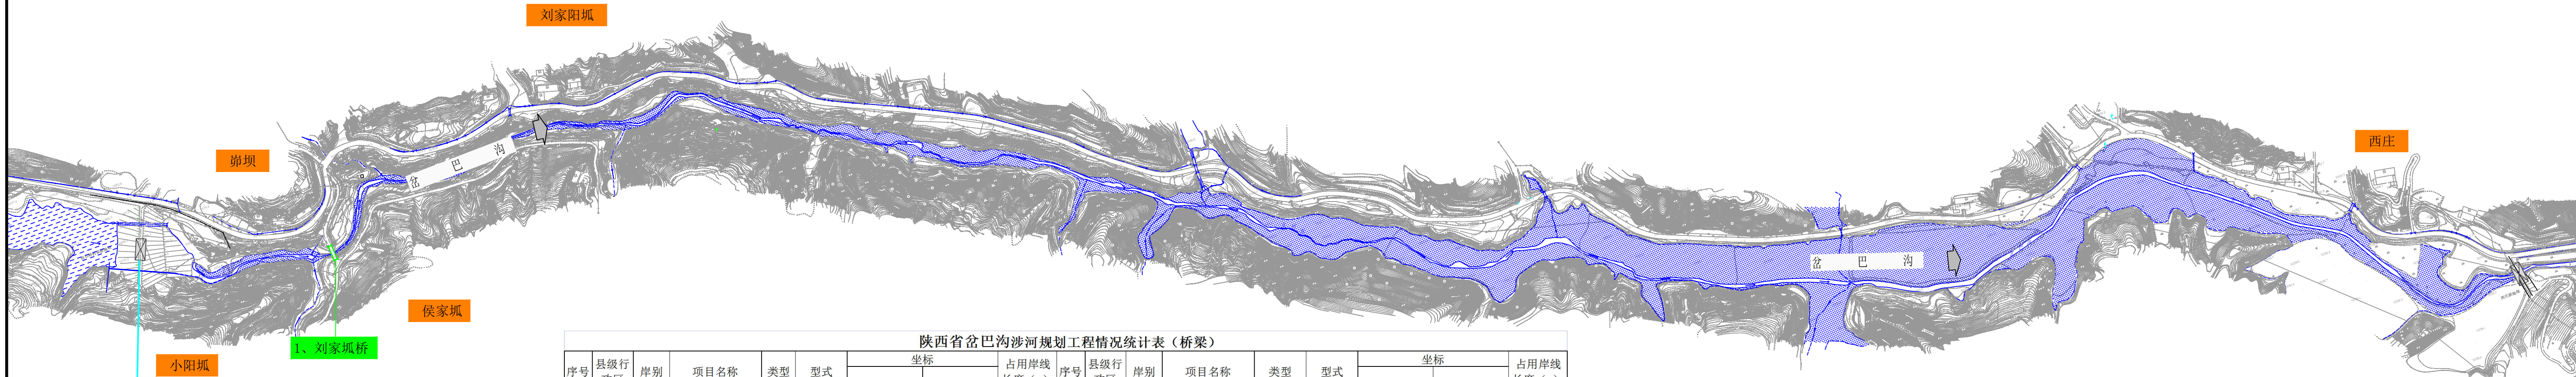 刘家阳坬
峁坝
岔 巴 沟
西庄
岔 巴 沟
侯家坬
1、刘家坬桥
小阳坬
陕西省岔巴沟涉河规划工程情况统计表（桥梁）
序号 县级行 岸别 项目名称 类型 型式 坐标 占用岸线 序号 县级行 岸别 项目名称 类型 型式 坐标 占用岸线